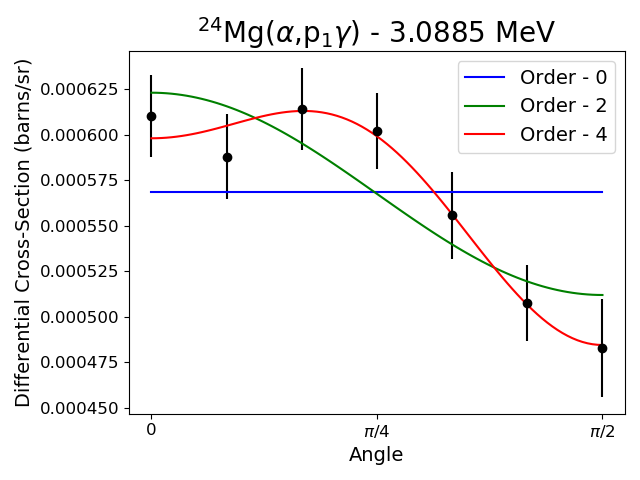 ²⁴Mg(α,p₁γ) - 3.0885 MeV
Differential Cross-Section (barns/sr)
0.000625
0.000600
0.000575
0.000550
0.000525
0.000500
0.000475
0.000450
Order - 0
Order - 2
Order - 4
0
π/4
π/2
Angle